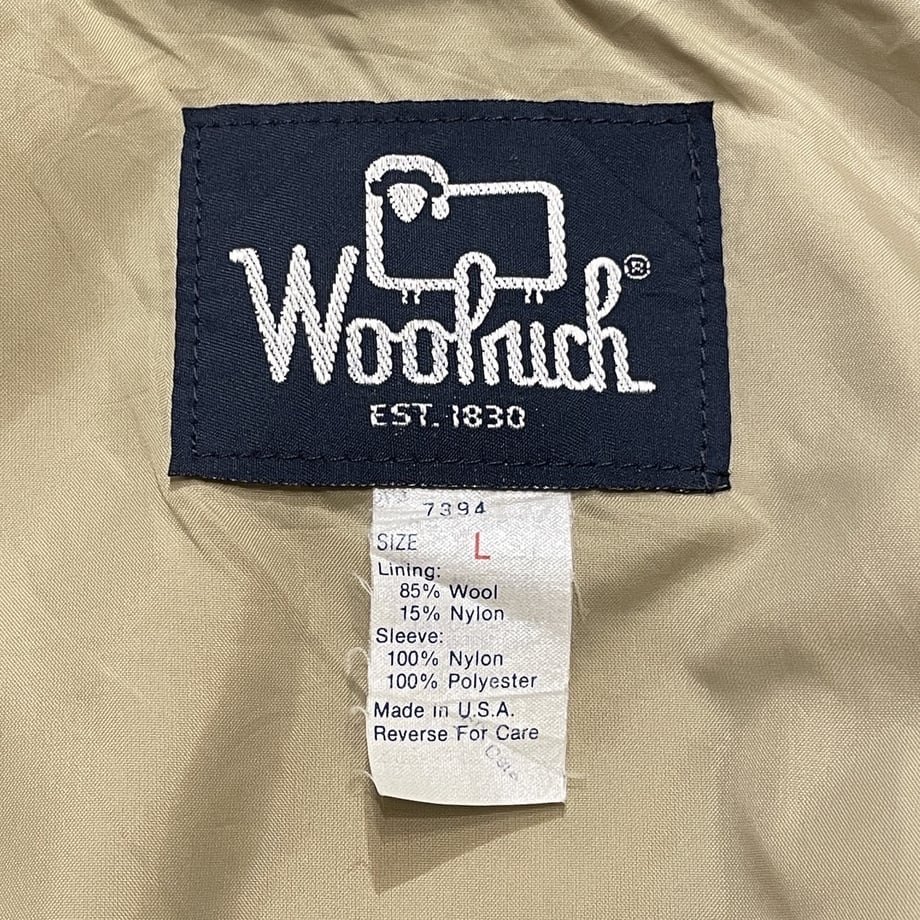 Woolrich®
EST. 1830
7394
SIZE L
Lining:
85% Wool
15% Nylon
Sleeve:
100% Nylon
100% Polyester
Made in U.S.A.
Reverse For Care